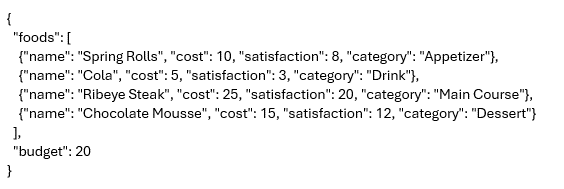 {
"foods": [
{"name": "Spring Rolls", "cost": 10, "satisfaction": 8, "category": "Appetizer"},
{"name": "Cola", "cost": 5, "satisfaction": 3, "category": "Drink"},
{"name": "Ribeye Steak", "cost": 25, "satisfaction": 20, "category": "Main Course"},
{"name": "Chocolate Mousse", "cost": 15, "satisfaction": 12, "category": "Dessert"}
],
"budget": 20
}